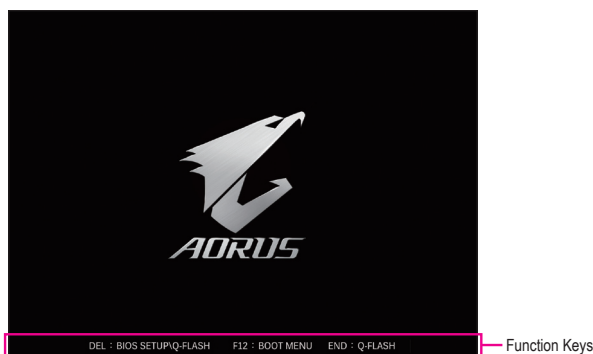 AORUS
DEL : BIOS SETUP\Q-FLASH F12 : BOOT MENU END : Q-FLASH
Function Keys